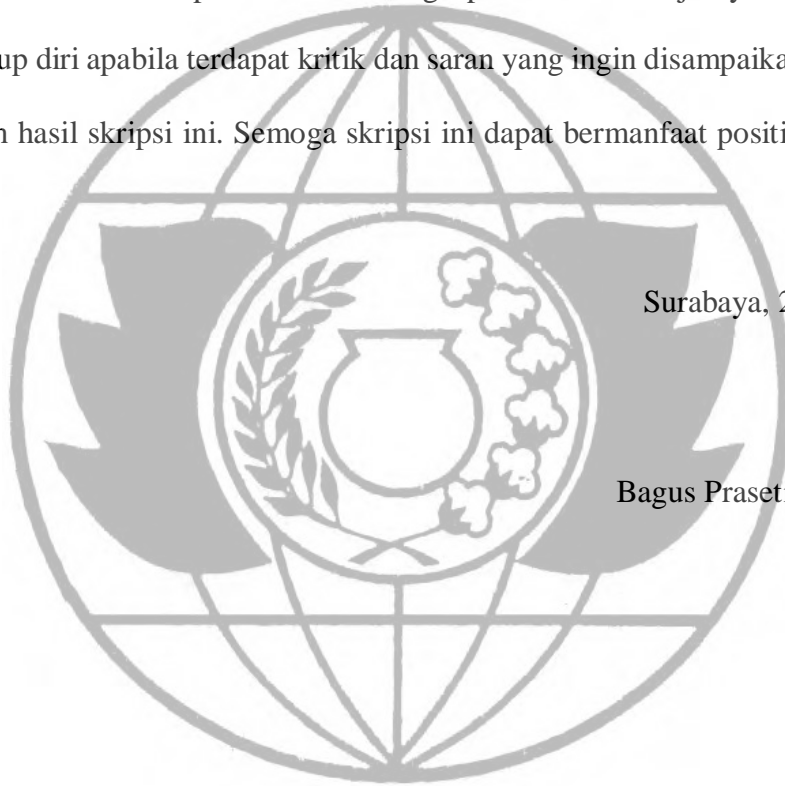 up diri apabila terdapat kritik dan saran yang ingin disampaika
hasil skripsi ini. Semoga skripsi ini dapat bermanfaat positi
Surabaya, 2
Bagus Praset